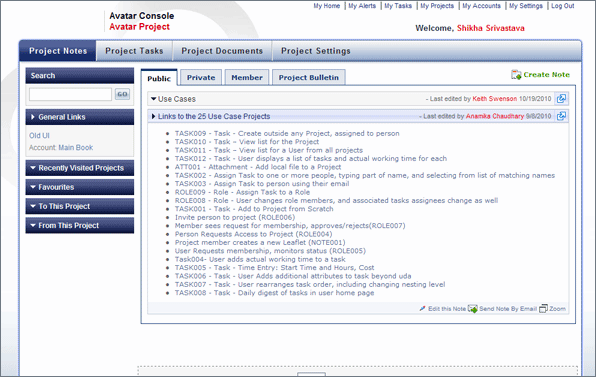 My Home | My Alerts | My Tasks | My Projects | My Accounts | My Settings | Log Out
Avatar Console
Avatar Project
Welcome, Shikha Srivastava
Project Notes
Project Tasks
Project Documents
Project Settings
Search
GO
General Links
Old UI
Account: Main Book
Recently Visited Projects
Favourites
To This Project
From This Project
Public
Private
Member
Project Bulletin
Create Note
Use Cases
- Last edited by Keith Swenson 10/19/2010
Links to the 25 Use Case Projects
- Last edited by Anamika Chaudhary 9/8/2010
TASK009 - Task - Create outside any Project, assigned to person
TASK010 - Task – View list for the Project
TASK011 - Task – View list for a User from all projects
TASK012 - Task - User displays a list of tasks and actual working time for each
ATT001 - Attachment - Add local file to a Project
TASK002 - Assign Task to one or more people, typing part of name, and selecting from list of matching names
TASK003 - Assign Task to person using their email
ROLE009 - Role - Assign Task to a Role
ROLE008 - Role - User change role members, and associated tasks assignees change as well
TASK001 - Task - Add to Project from Scratch
Invite person to project (ROLE006)
Member sees request for membership, approves/rejects(ROLE007)
Person Requests Access to Project (ROLE004)
Project member creates a new Leaflet (NOTE001)
User Requests membership, monitors status (ROLE005)
Task004- User adds actual working time to a task
TASK005 - Task - Time Entry: Start Time and Hours, Cost
TASK006 - Task - User Adds additional attributes to task beyond uda
TASK007 - Task - User rearranges task order, including changing nesting level
TASK008 - Task - Daily digest of tasks in user home page
Edit this Note
Send Note By Email
Zoom